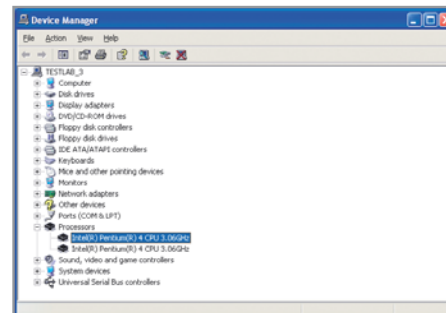 Device Manager
File Action View Help
TESTLAB_3
Computer
Disk drives
Display adapters
DVD/CD-ROM drives
Floppy disk controllers
Floppy disk drives
IDE ATA/ATAPI controllers
Keyboards
Mice and other pointing devices
Monitors
Network adapters
Other devices
Ports (COM & LPT)
Processors
Intel(R) Pentium(R) 4 CPU 3.06GHz
Intel(R) Pentium(R) 4 CPU 3.06GHz
Sound, video and game controllers
System devices
Universal Serial Bus controllers